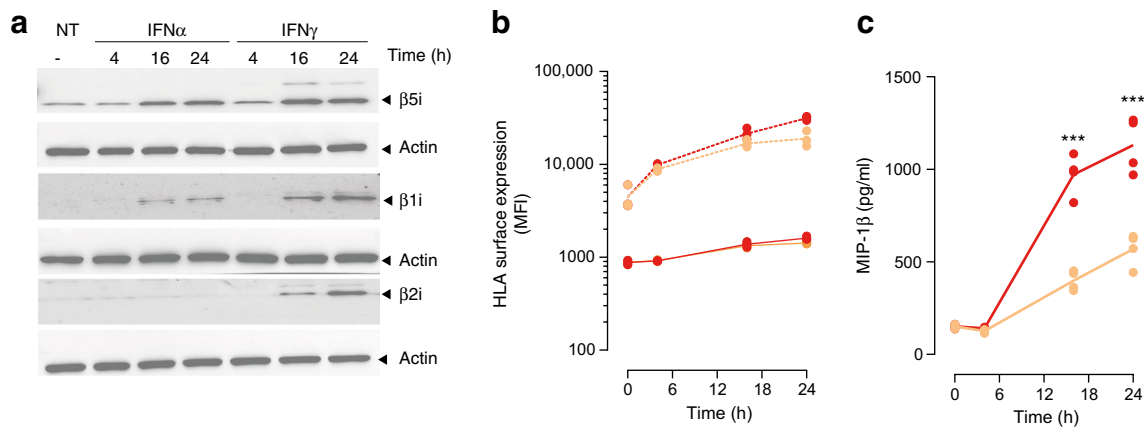 a
NT IFNα IFNγ
- 4 16 24 4 16 24 Time (h)
β5i
Actin
β1i
Actin
β2i
Actin
b
100,000
10,000
1000
100
HLA surface expression
(MFI)
0 6 12 18 24
Time (h)
c
1500
1000
500
0
MIP-1β (pg/ml)
***
***
0 6 12 18 24
Time (h)